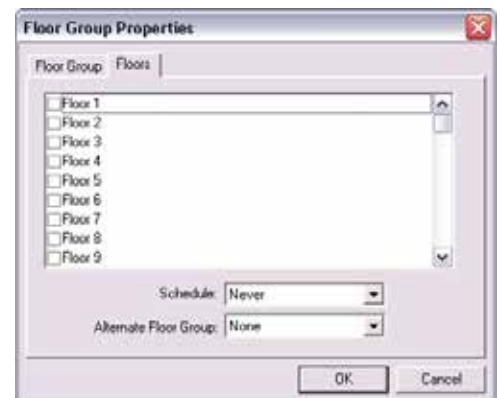 Floor Group Properties
Floor Group Floors
Floor 1
Floor 2
Floor 3
Floor 4
Floor 5
Floor 6
Floor 7
Floor 8
Floor 9
Schedule: Never
Alternate Floor Group: None
OK Cancel